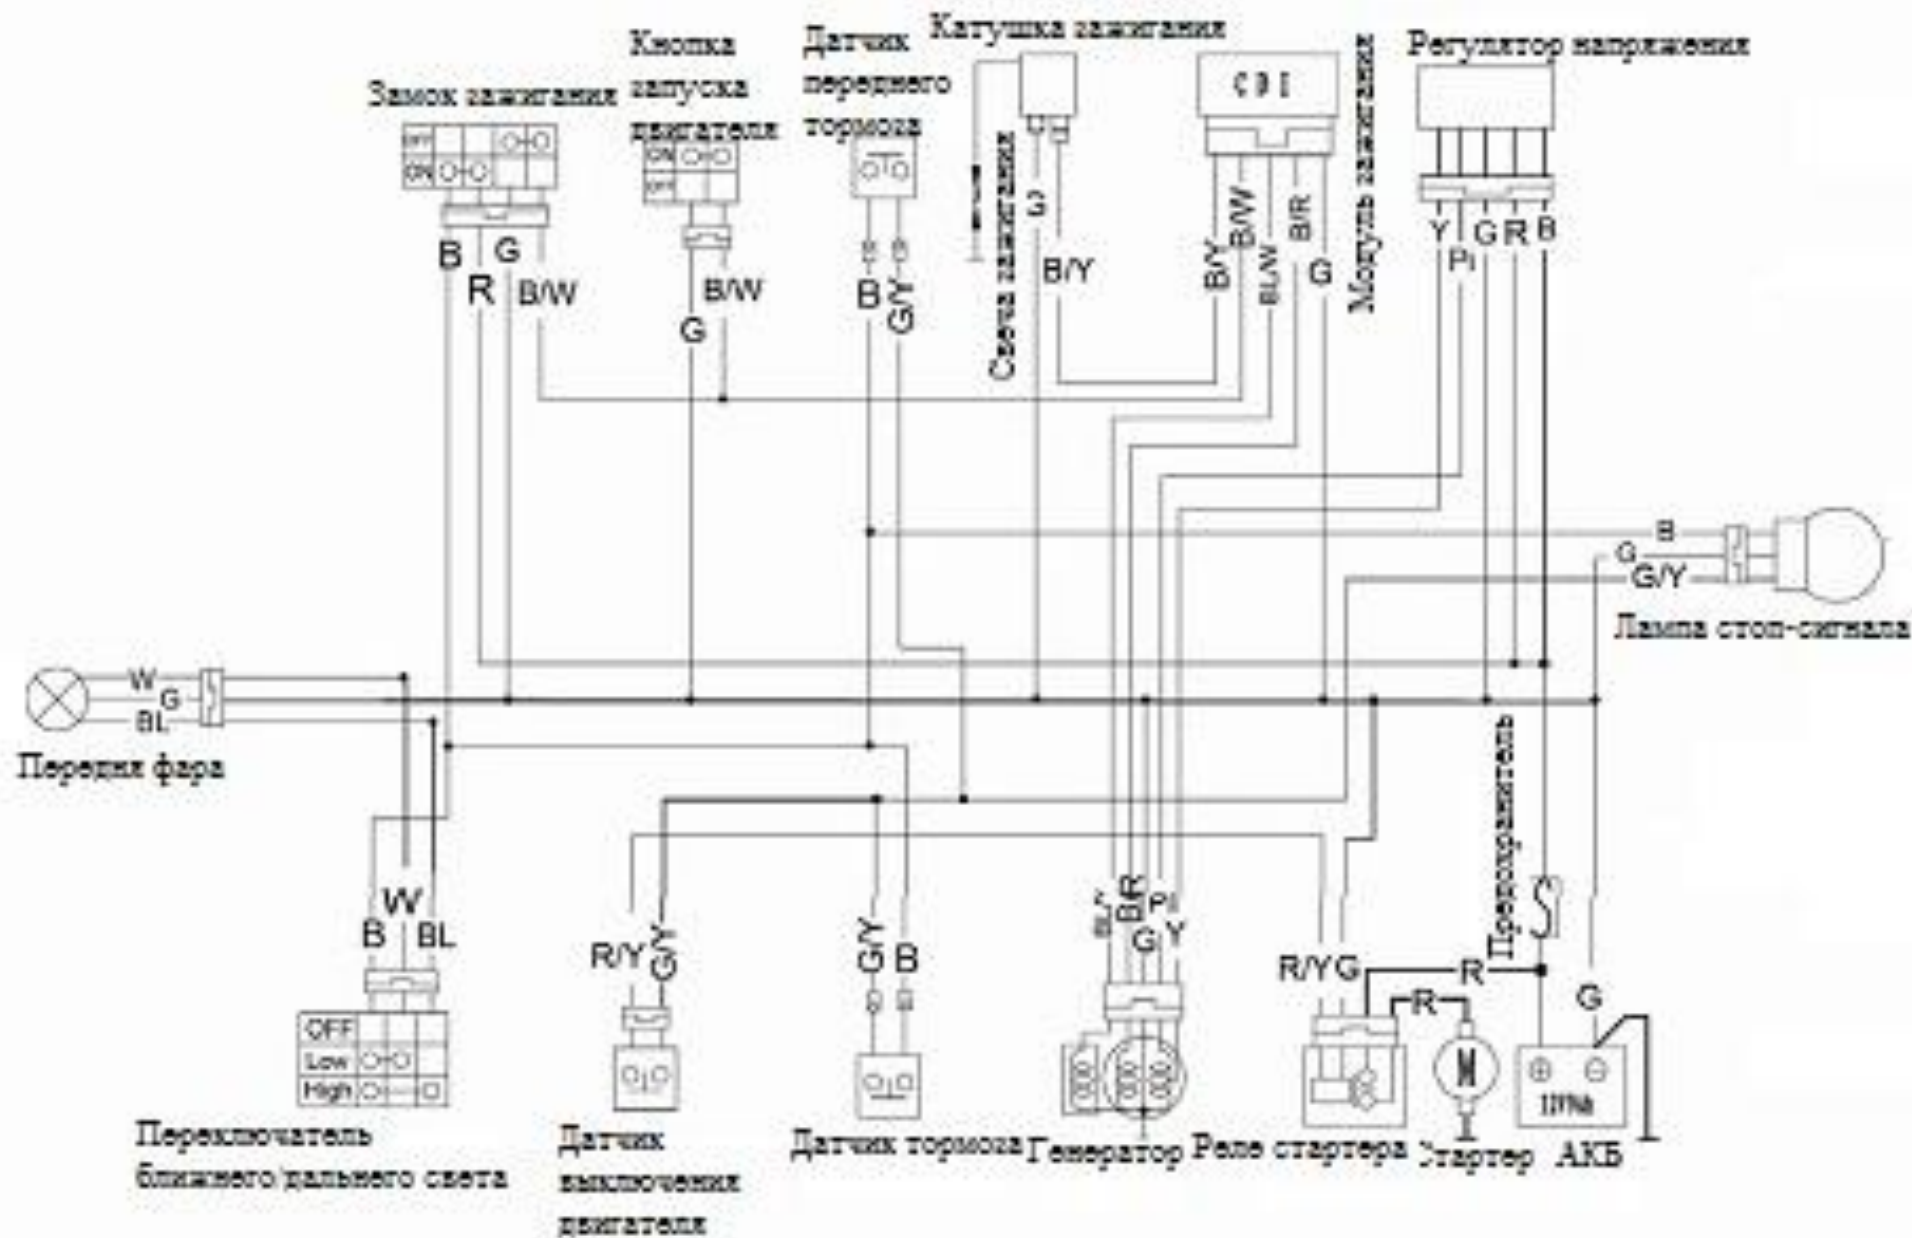 Замок зажигания
Кнопка
запуска
двигателя
Датчик
переднего
тормоза
Катушка зажигания
Свеча зажигания
CDI
Модуль зажигания
Регулятор напряжения
OFF
ON
ON
OFF
B
R
G
B/W
G
B/W
B
G/Y
G
B/Y
B/Y
B/W
BL/W
B/R
G
Y
PI
G
R
B
B
G
G/Y
Лампа стоп-сигнала
W
G
BL
Передня фара
Предохранитель
B
W
BL
R/Y
G/Y
G/Y
B
BL/Y
B/R
G
PI
Y
R/Y
G
R
R
G
OFF
Low
High
M
Переключатель
ближнего/дальнего света
Датчик
выключения
двигателя
Датчик тормоза
Генератор
Реле стартера
Стартер
АКБ